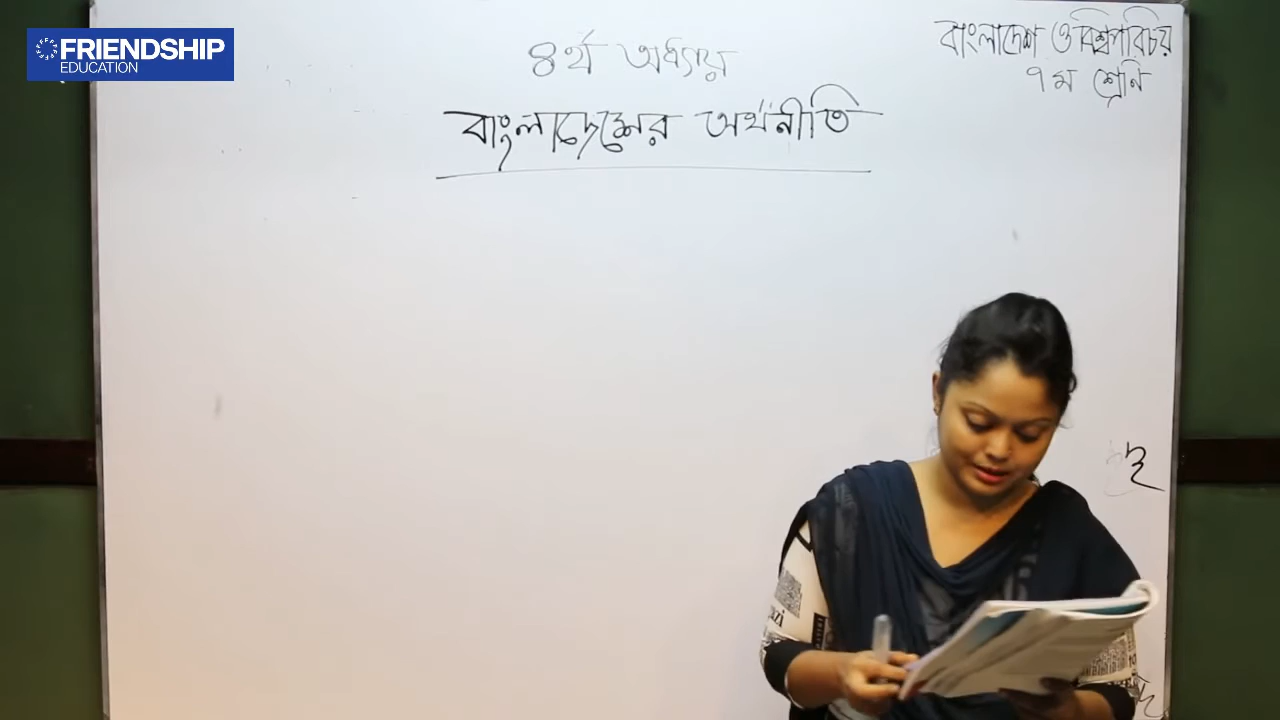 FRIENDSHIP
EDUCATION
বাংলাদেশ ও বিশ্বপরিচয়
৭ম শ্রেণি
৪র্থ অধ্যায়
বাংলাদেশের অর্থনীতি